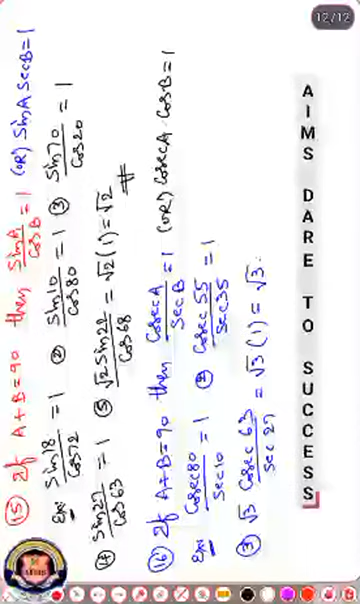 12/12
⑮ If A+B=90 then SinA/CosB = 1 (OR) SinA SecB = 1
Ex:- Sin18/Cos72 = 1 ② Sin10/Cos80 = 1 ③ Sin70/Cos20 = 1
④ Sin27/Cos63 = 1 ⑤ √2 Sin22/Cos68 = √2(1) = √2
⑯ If A+B=90 then CosecA/SecB = 1 (OR) CosecA. CosB = 1
Ex:- Cosec80/Sec10 = 1 ② Cosec55/Sec35 = 1
③ √3 Cosec63/Sec27 = √3(1) = √3.
AIMS DARE TO SUCCESS